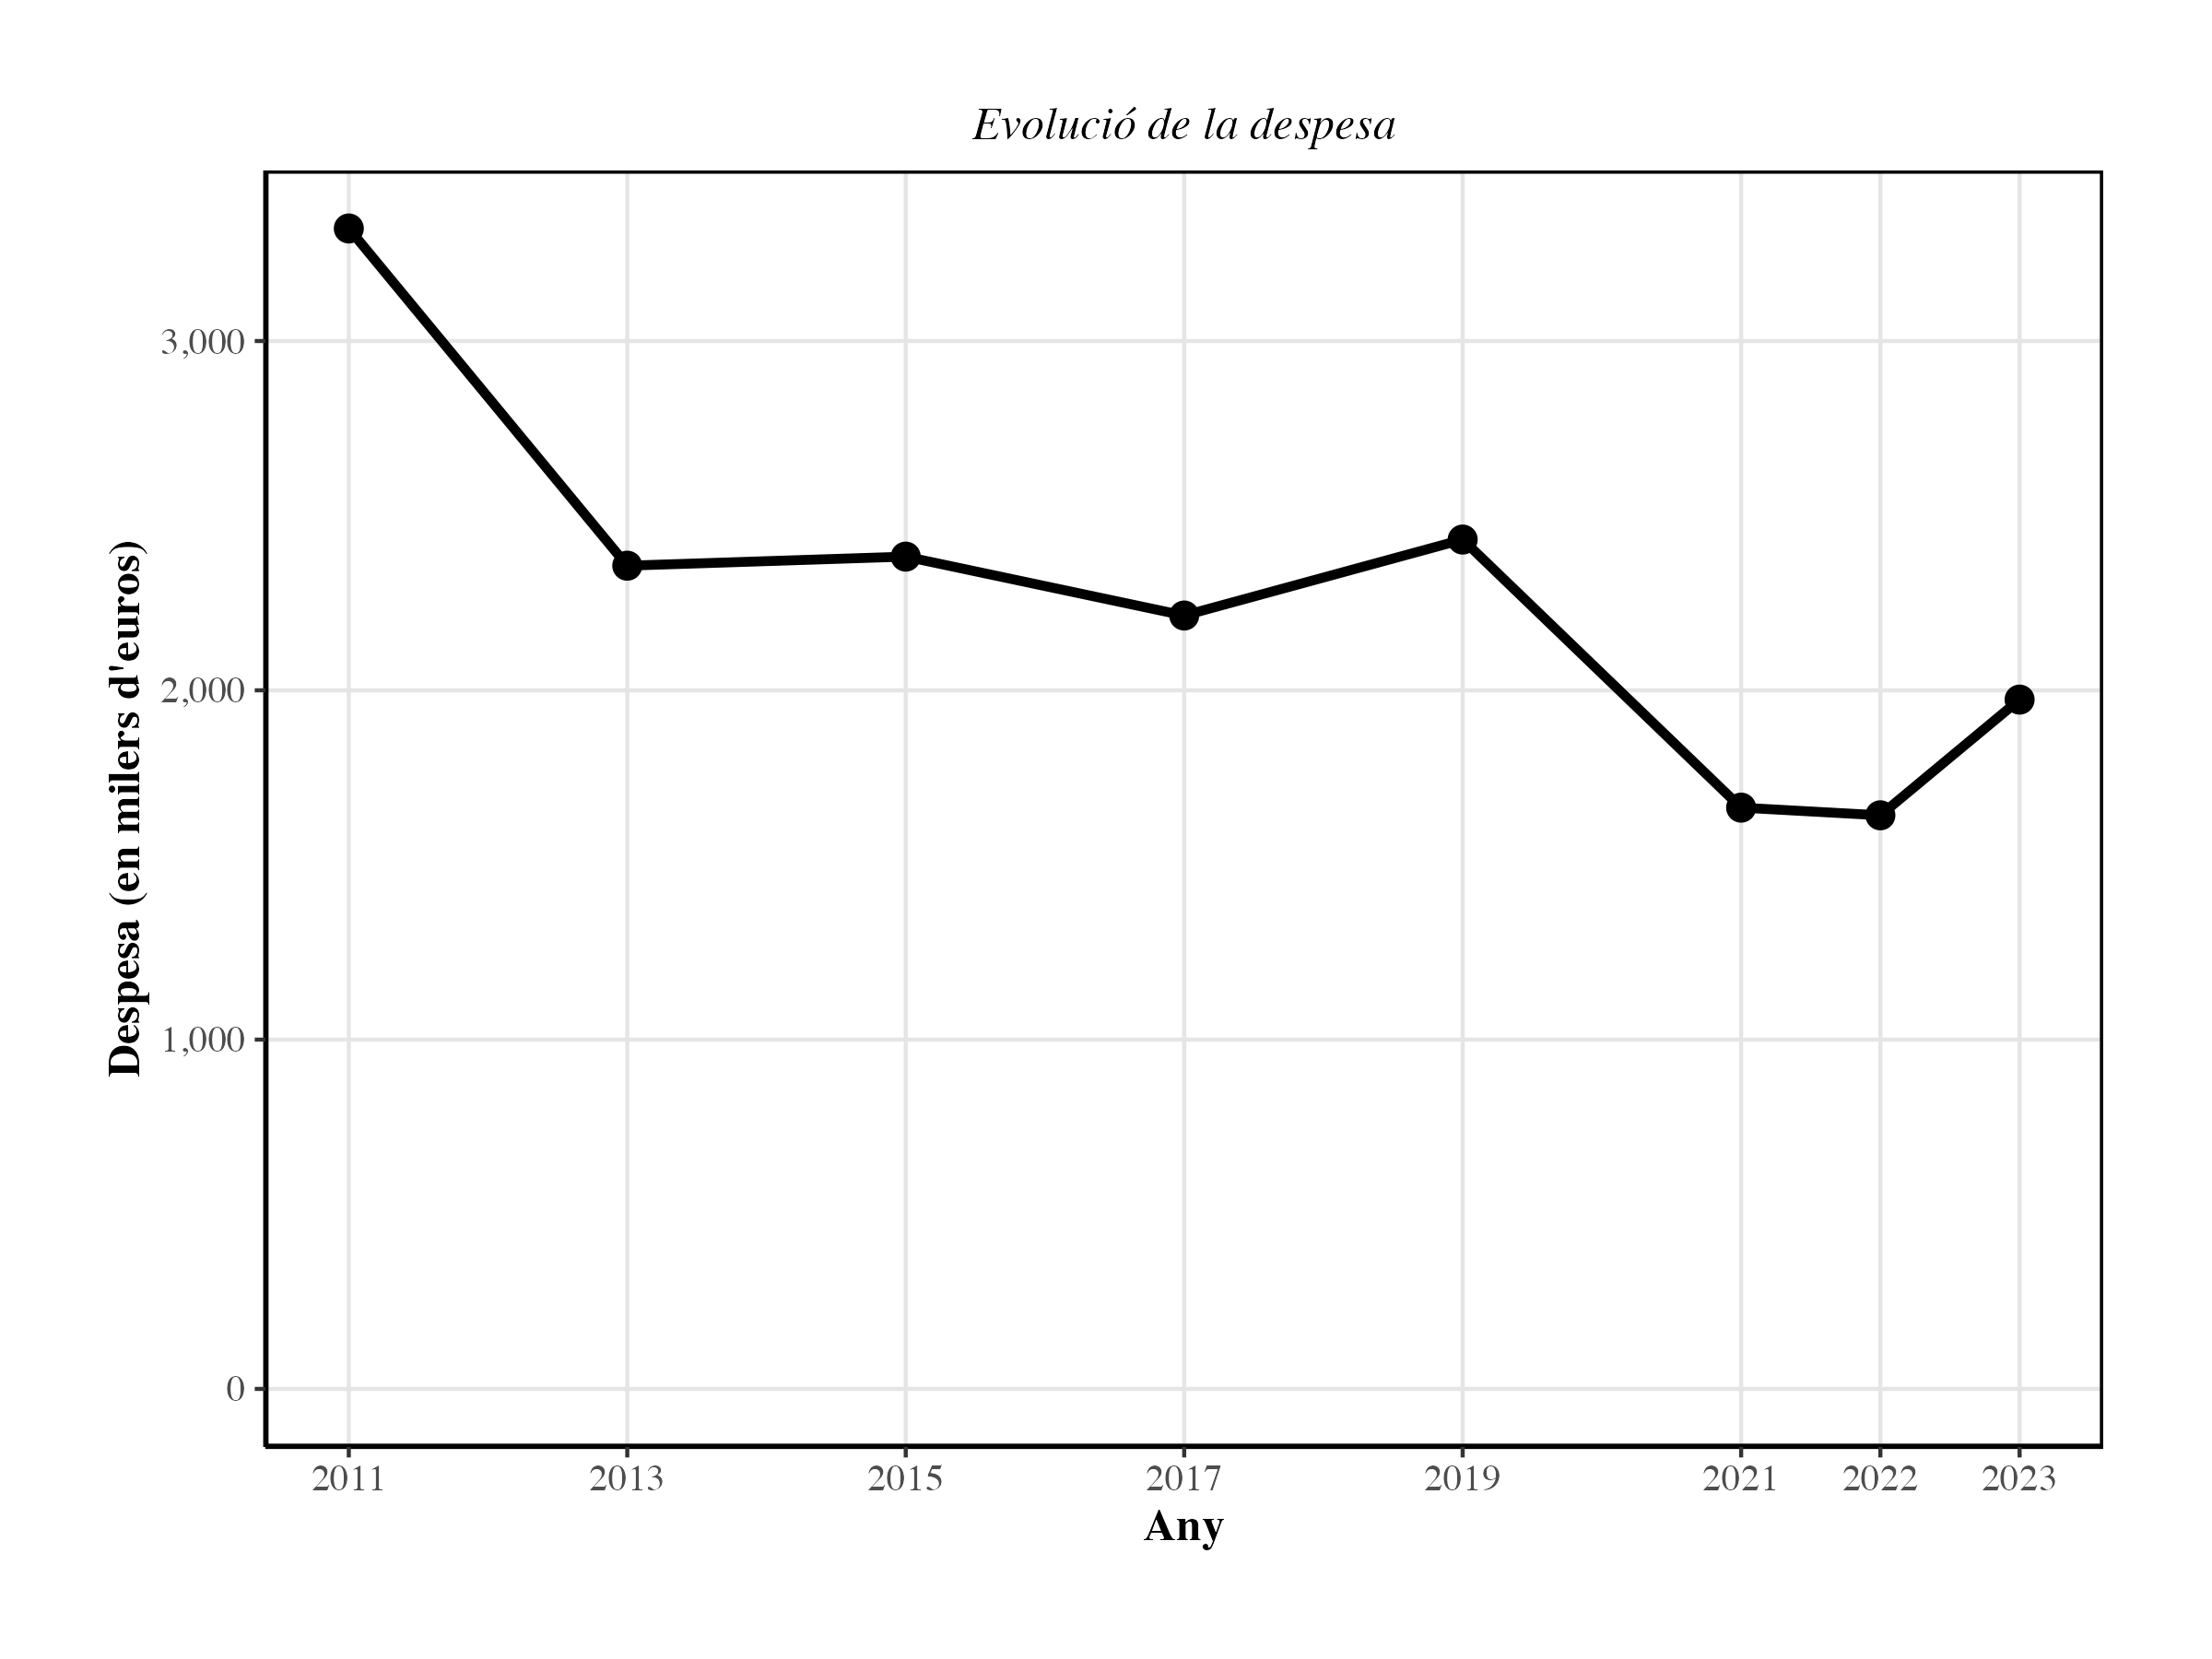 Evolució de la despesa
Despesa (en milers d'euros)
3,000
2,000
1,000
0
2011 2013 2015 2017 2019 2021 2022 2023
Any